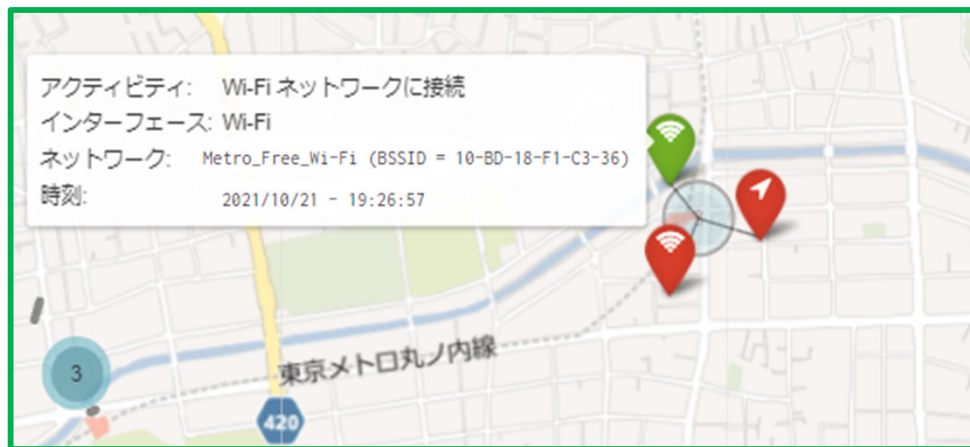 アクティビティ: Wi-Fi ネットワークに接続
インターフェース: Wi-Fi
ネットワーク: Metro_Free_Wi-Fi (BSSID = 10-BD-18-F1-C3-36)
時刻: 2021/10/21 - 19:26:57
東京メトロ丸ノ内線
3
420